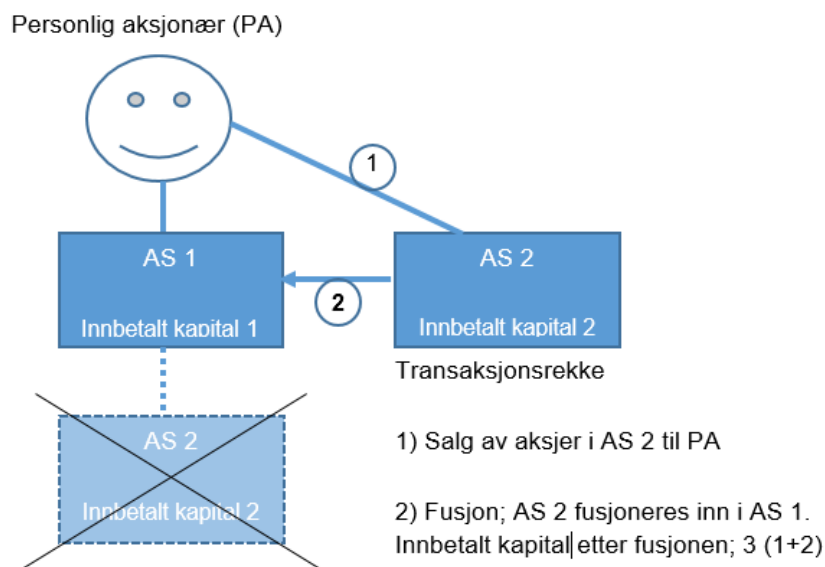 Personlig aksjonær (PA)
1
AS 1
Innbetalt kapital 1
2
AS 2
Innbetalt kapital 2
AS 2
Innbetalt kapital 2
Transaksjonsrekke
1) Salg av aksjer i AS 2 til PA
2) Fusjon; AS 2 fusjoneres inn i AS 1.
Innbetalt kapital etter fusjonen; 3 (1+2)